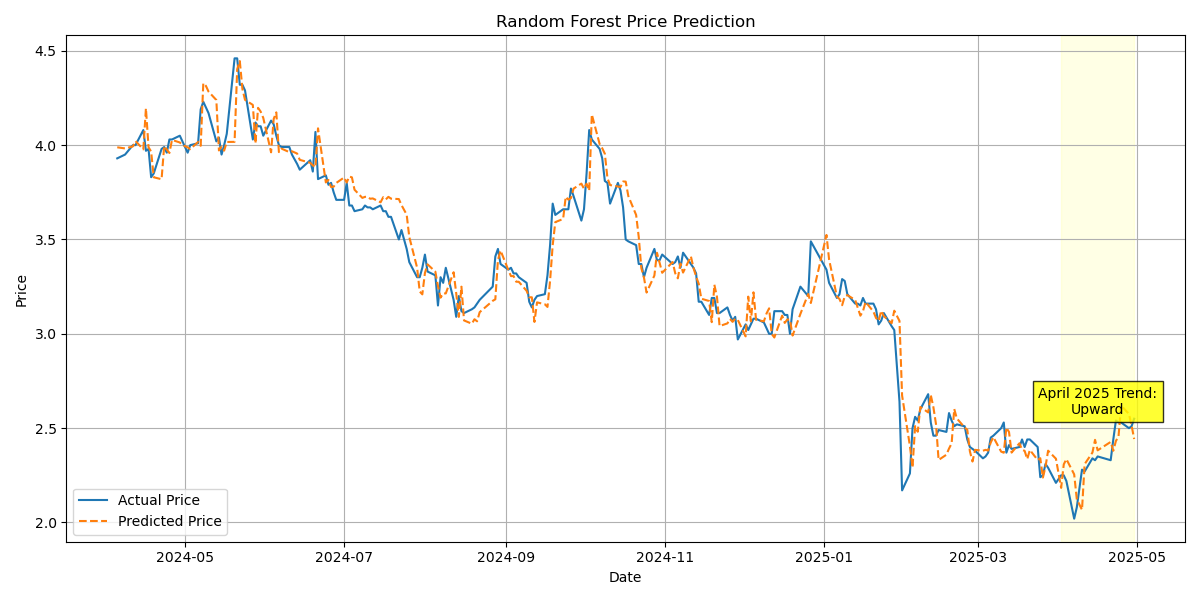 Random Forest Price Prediction
Price
4.5
4.0
3.5
3.0
2.5
2.0
April 2025 Trend:
Upward
Actual Price
Predicted Price
2024-05
2024-07
2024-09
2024-11
2025-01
2025-03
2025-05
Date